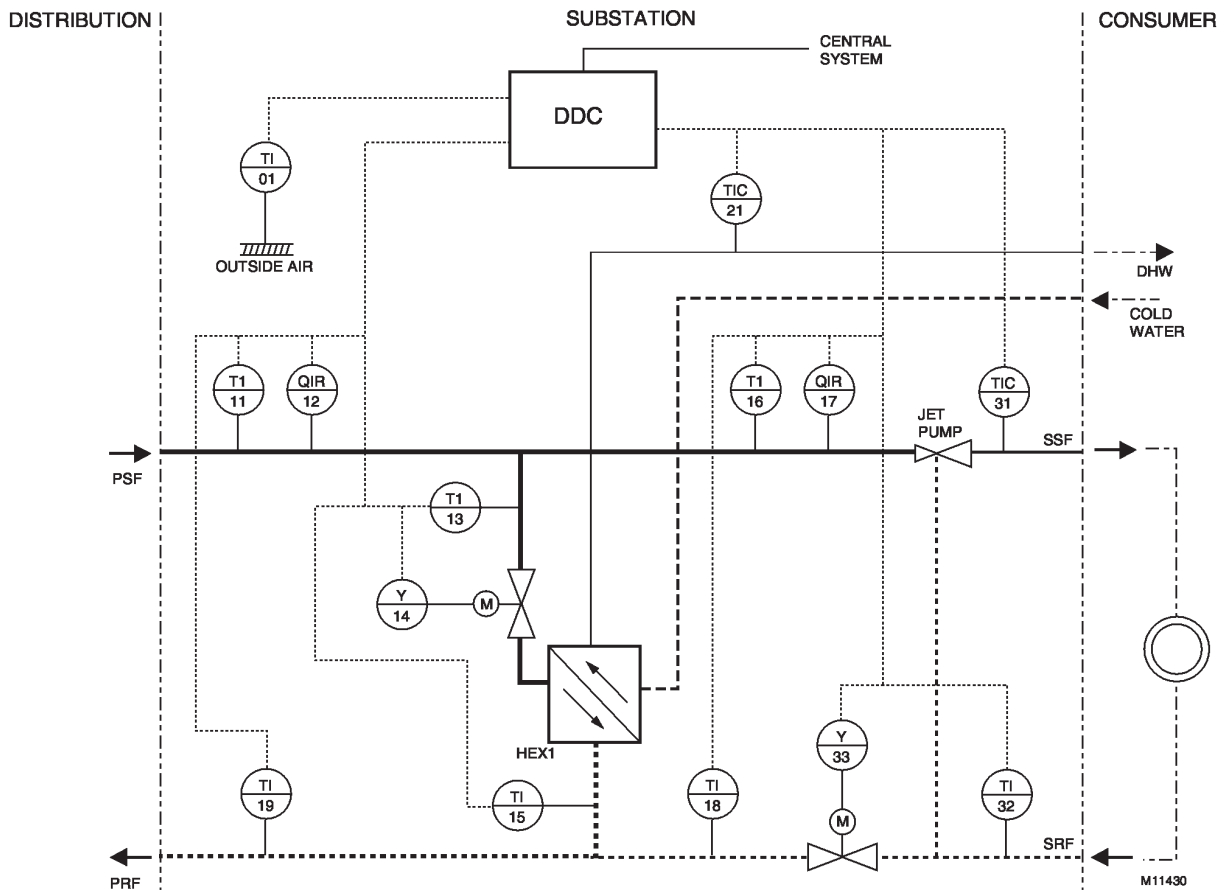 DISTRIBUTION
SUBSTATION
CONSUMER
CENTRAL
SYSTEM
DDC
TI
01
TIC
21
OUTSIDE AIR
DHW
COLD
WATER
T1
11
QIR
12
T1
16
QIR
17
TIC
31
JET
PUMP
SSF
PSF
T1
13
Y
14
M
HEX1
Y
33
TI
19
TI
15
TI
18
TI
32
M
SRF
PRF
M11430